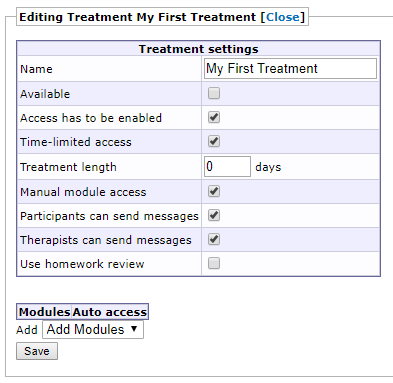 Editing Treatment My First Treatment [Close]
Treatment settings
Name My First Treatment
Available
Access has to be enabled
Time-limited access
Treatment length 0 days
Manual module access
Participants can send messages
Therapists can send messages
Use homework review
Modules Auto access
Add Add Modules
Save